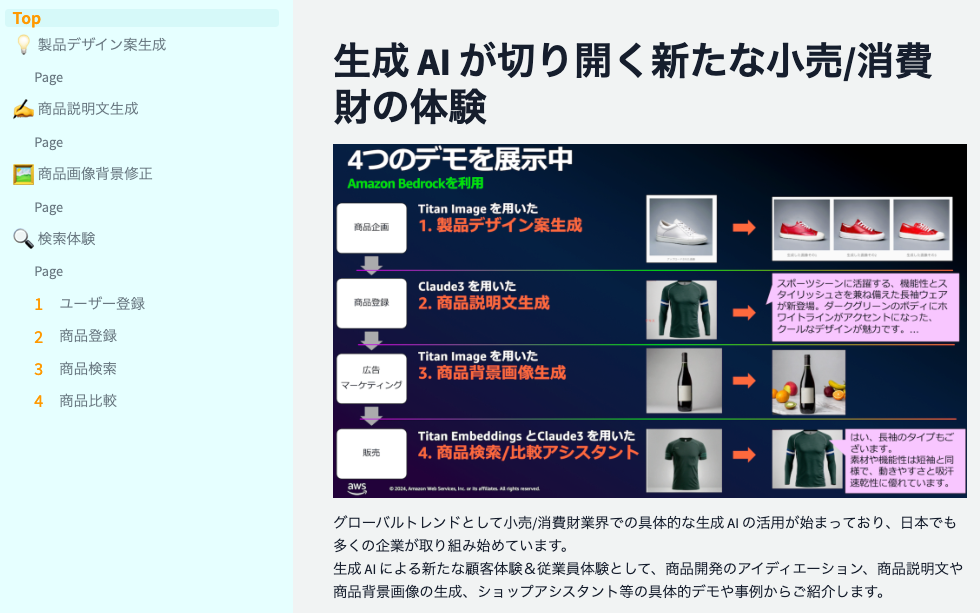 Top
製品デザイン案生成
Page
商品説明文生成
Page
商品画像背景修正
Page
検索体験
Page
1 ユーザー登録
2 商品登録
3 商品検索
4 商品比較
生成 AI が切り開く新たな小売/消費
財の体験
4つのデモを展示中
Amazon Bedrockを利用
商品企画
Titan Image を用いた
1. 製品デザイン案生成
商品登録
Claude3 を用いた
2. 商品説明文生成
スポーツシーンに活躍する、機能性とス
タイリッシュさを兼ね備えた長袖ウェア
が新登場。ダークグリーンのボディにホ
ワイトラインがアクセントになった、
クールなデザインが魅力です。...
広告
マーケティング
Titan Image を用いた
3. 商品背景画像生成
販売
Titan Embeddings とClaude3 を用いた
4. 商品検索/比較アシスタント
はい、長袖のタイプもご
ざいます。
素材や機能性は短袖と同
様で、動きやすさと吸汗
速乾性に優れています。
aws
© 2024, Amazon Web Services, Inc. or its affiliates. All rights reserved.
グローバルトレンドとして小売/消費財業界での具体的な生成 AI の活用が始まっており、日本でも
多くの企業が取り組み始めています。
生成 AI による新たな顧客体験＆従業員体験として、商品開発のアイディエーション、商品説明文や
商品背景画像の生成、ショップアシスタント等の具体的デモや事例からご紹介します。